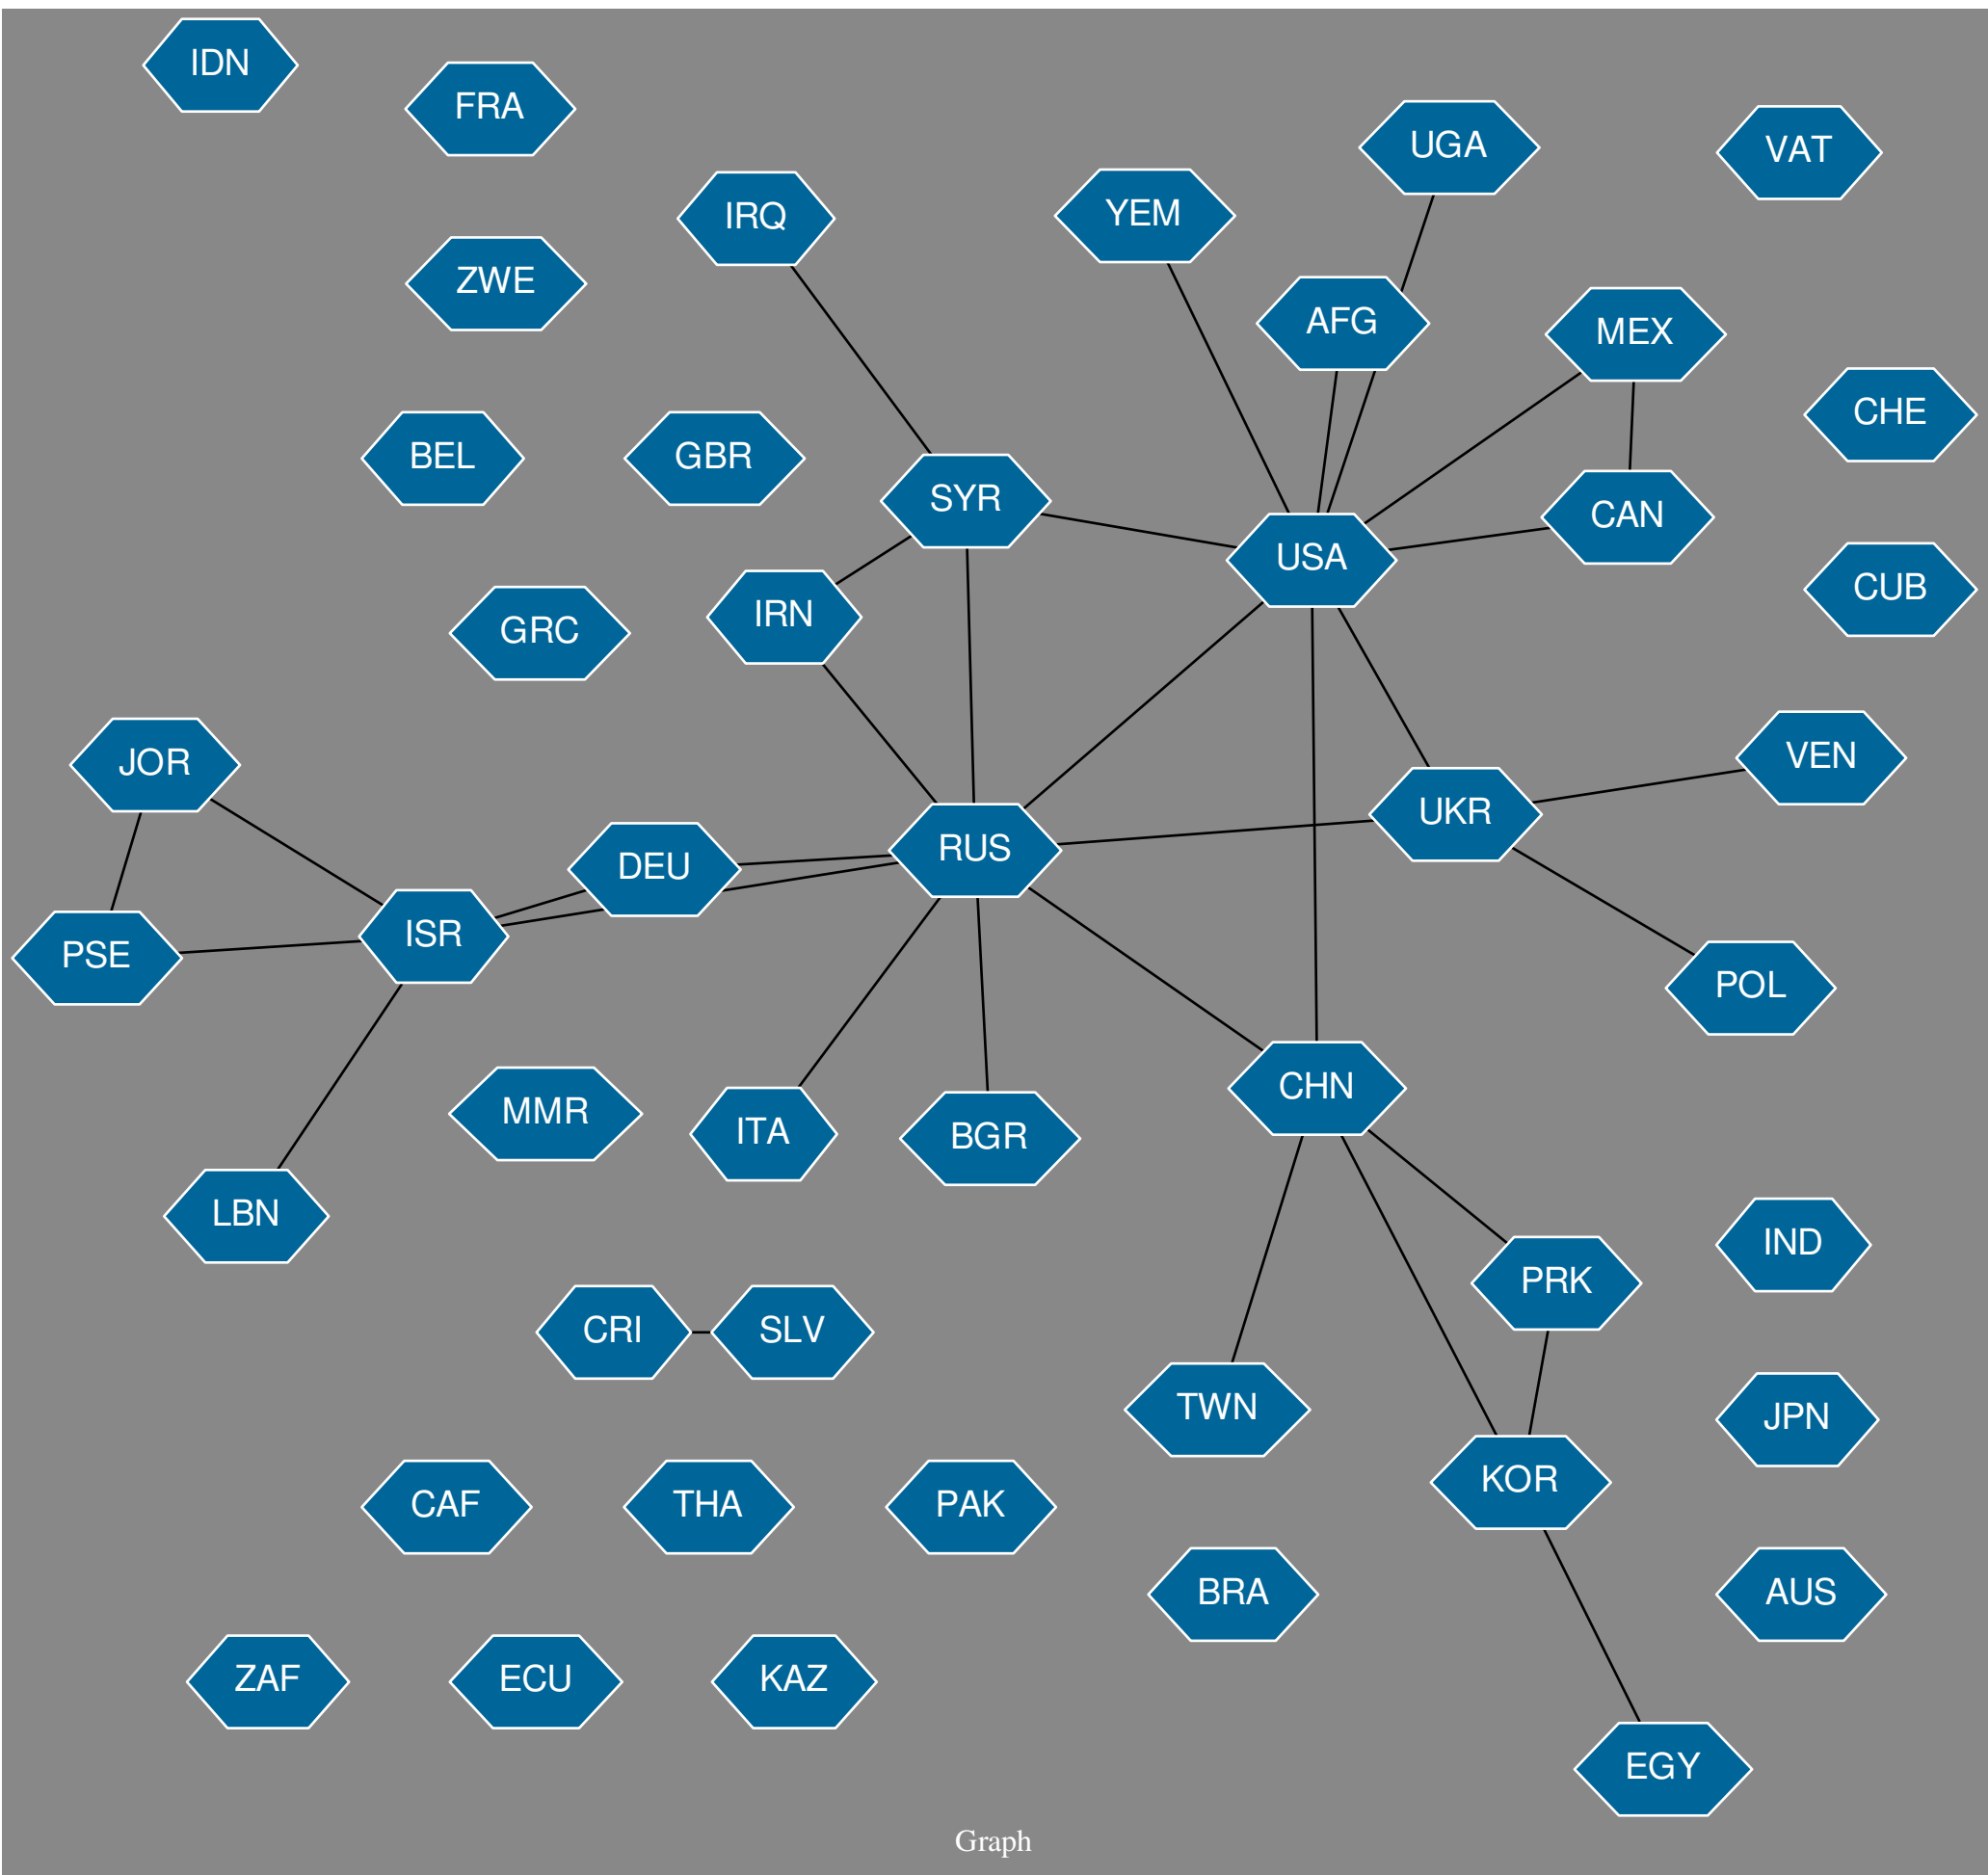 IDN
FRA
UGA
VAT
IRQ
YEM
ZWE
AFG
MEX
CHE
BEL
GBR
SYR
CAN
USA
CUB
GRC
IRN
JOR
VEN
DEU
RUS
UKR
PSE
ISR
POL
MMR
ITA
BGR
CHN
LBN
IND
PRK
CRI
SLV
TWN
JPN
KOR
CAF
THA
PAK
BRA
AUS
ZAF
ECU
KAZ
EGY
Graph